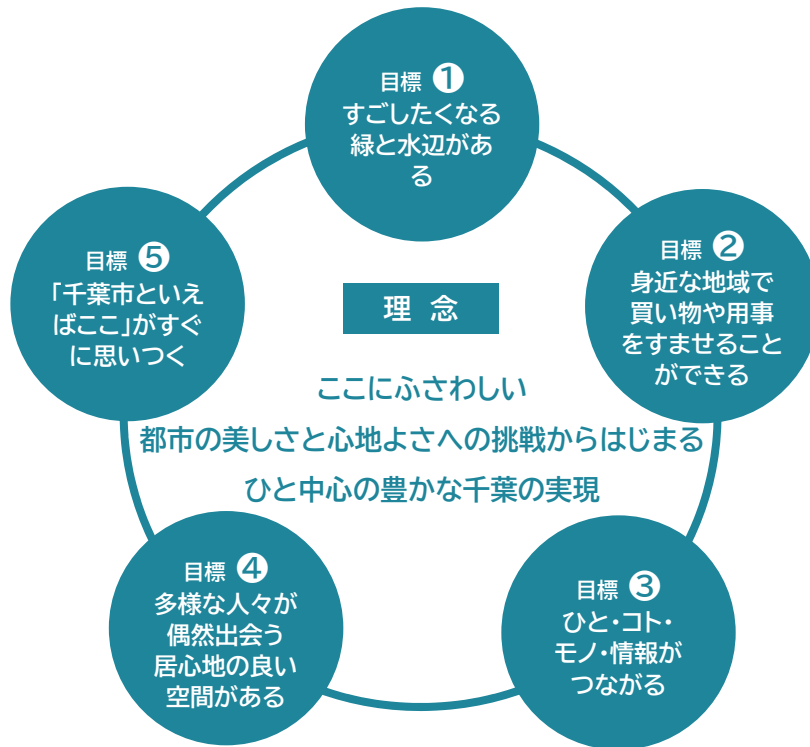 目標 ❶
すごしたくなる
緑と水辺があ
る
目標 ❷
身近な地域で
買い物や用事
をすませること
ができる
目標 ❸
ひと・コト・
モノ・情報が
つながる
目標 ❹
多様な人々が
偶然出会う
居心地の良い
空間がある
目標 ❺
「千葉市といえ
ばここ」がすぐ
に思いつく
理 念
ここにふさわしい
都市の美しさと心地よさへの挑戦からはじまる
ひと中心の豊かな千葉の実現